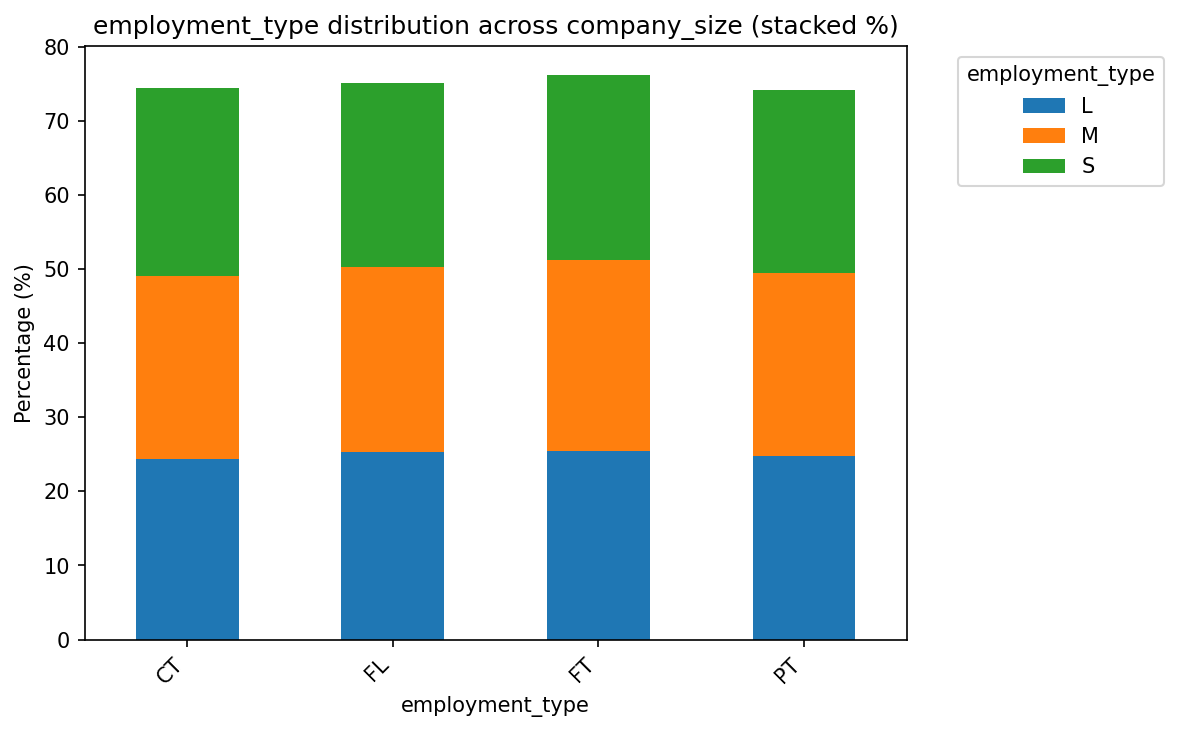 employment_type distribution across company_size (stacked %)
80
70
60
50
40
30
20
10
0
Percentage (%)
CT
FL
FT
PT
employment_type
employment_type
L
M
S